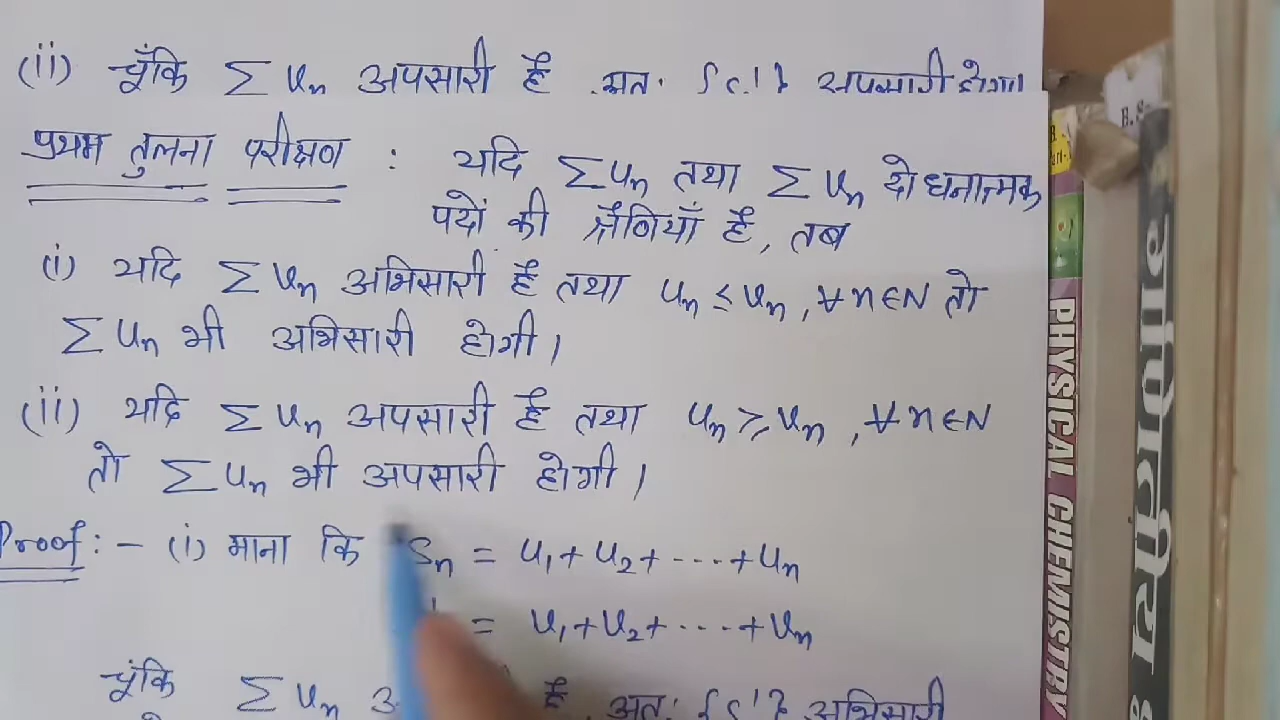 (ii) चूँकि Σ vn अपसारी है अतः {Sn'} अपसारी होगा।
प्रथम तुलना परीक्षण : यदि Σ un तथा Σ vn दो धनात्मक
पदों की श्रेणियाँ है, तब
(i) यदि Σ vn अभिसारी है तथा un ≤ vn, ∀ n∈N तो
Σ un भी अभिसारी होगी।
(ii) यदि Σ vn अपसारी है तथा un ≥ vn, ∀ n∈N
तो Σ un भी अपसारी होगी।
Proof :- (i) माना कि Sn = u1+u2+ ---- +un
= v1+v2+ ---- +vn
चूंकि Σ vn है अतः अभिसारी
PHYSICAL CHEMISTRY
B.S